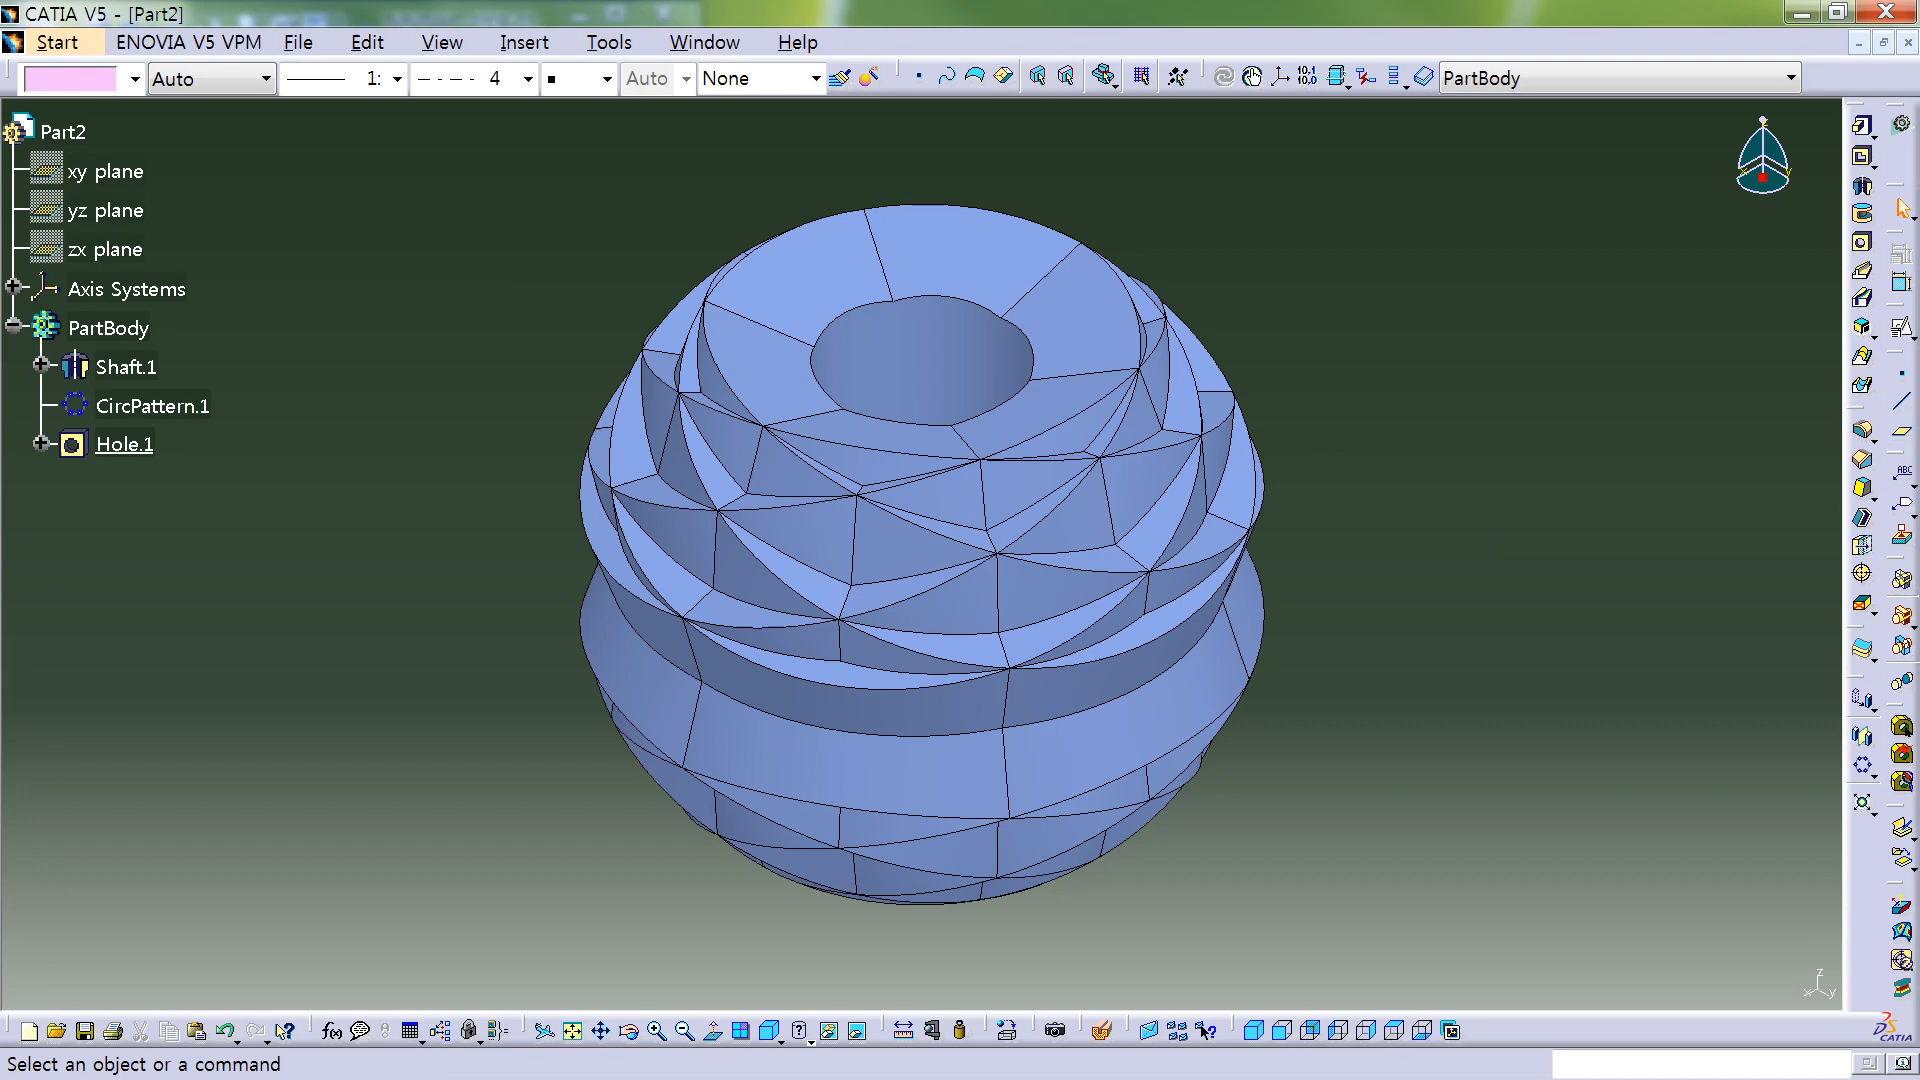 CATIA V5 - [Part2]
Start ENOVIA V5 VPM File Edit View Insert Tools Window Help
Auto 1: 4 Auto None PartBody
Part2
xy plane
yz plane
zx plane
Axis Systems
PartBody
Shaft.1
CircPattern.1
Hole.1
z
x y
Select an object or a command
CATIA